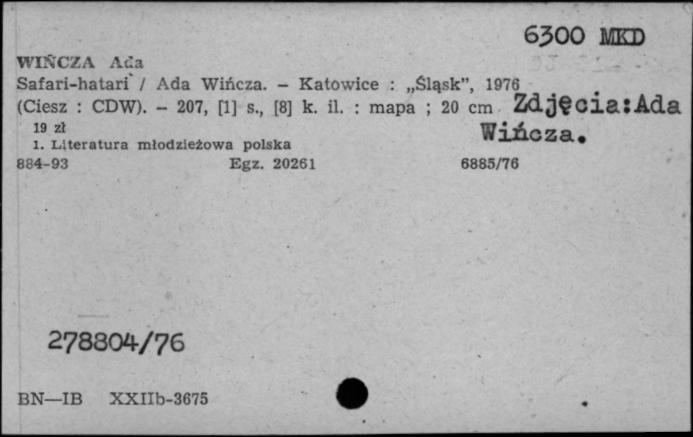 6300 MKD
WIŃCZA Ada
Safari-hatari / Ada Wińcza. – Katowice : „Śląsk”, 1976
(Ciesz : CDW). – 207, [1] s., [8] k. il. : mapa ; 20 cm Zdjęcia:Ada
19 zł Wińcza.
1. Literatura młodzieżowa polska
884-93 Egz. 20261 6885/76
278804/76
BN—IB XXIIb-3675